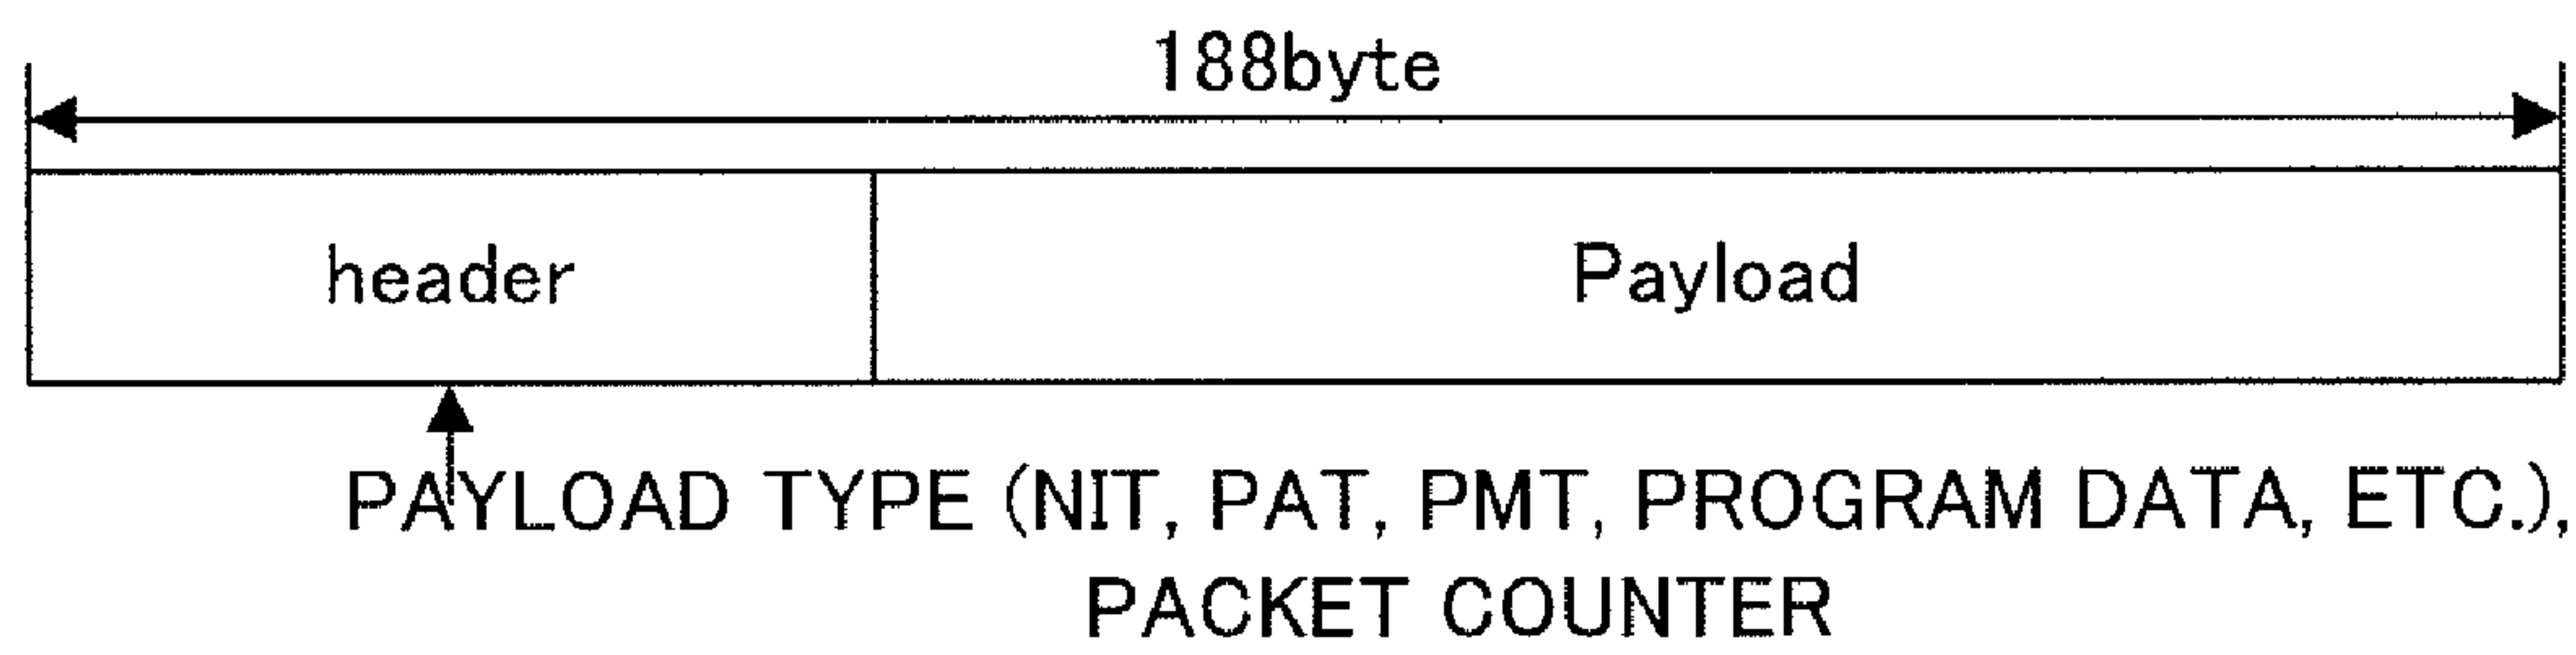 188byte
header
Payload
PAYLOAD TYPE (NIT, PAT, PMT, PROGRAM DATA, ETC.),
PACKET COUNTER